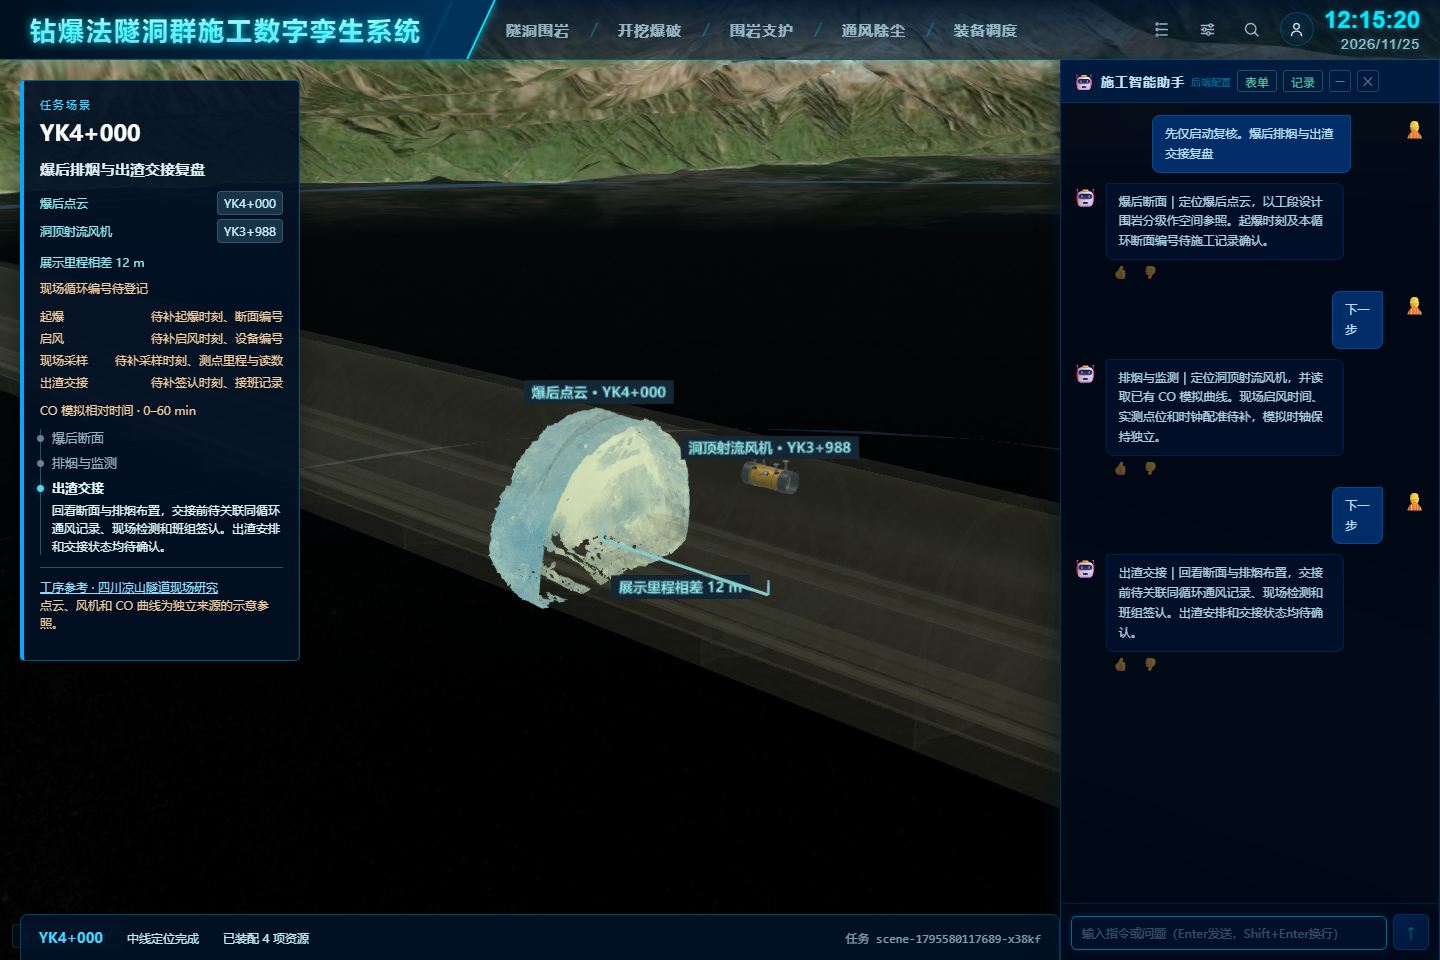 钻爆法隧洞群施工数字孪生系统
隧洞围岩 / 开挖爆破 / 围岩支护 / 通风除尘 / 装备调度
12:15:20
2026/11/25
任务场景
YK4+000
爆后排烟与出渣交接复盘
爆后点云 YK4+000
洞顶射流风机 YK3+988
展示里程相差 12 m
现场循环编号待登记
起爆 待补起爆时刻、断面编号
启风 待补启风时刻、设备编号
现场采样 待补采样时刻、测点里程与读数
出渣交接 待补签认时刻、接班记录
CO 模拟相对时间 · 0–60 min
爆后断面
排烟与监测
出渣交接
回看断面与排烟布置，交接前待关联同循环
通风记录、现场检测和班组签认。出渣安排
和交接状态均待确认。
工序参考 · 四川凉山隧道现场研究
点云、风机和 CO 曲线为独立来源的示意参
照。
爆后点云 · YK4+000
洞顶射流风机 · YK3+988
展示里程相差 12 m
施工智能助手 后端配置 表单 记录
先仅启动复核。爆后排烟与出渣
交接复盘
爆后断面 | 定位爆后点云，以工段设计
围岩分级作空间参照。起爆时刻及本循
环断面编号待施工记录确认。
下一
步
排烟与监测 | 定位洞顶射流风机，并读
取已有 CO 模拟曲线。现场启风时间、
实测点位和时钟配准待补，模拟时轴保
持独立。
下一
步
出渣交接 | 回看断面与排烟布置，交接
前待关联同循环通风记录、现场检测和
班组签认。出渣安排和交接状态均待确
认。
输入指令或问题（Enter发送，Shift+Enter换行）
YK4+000 中线定位完成 已装配 4 项资源
任务 scene-1795580117689-x38kf